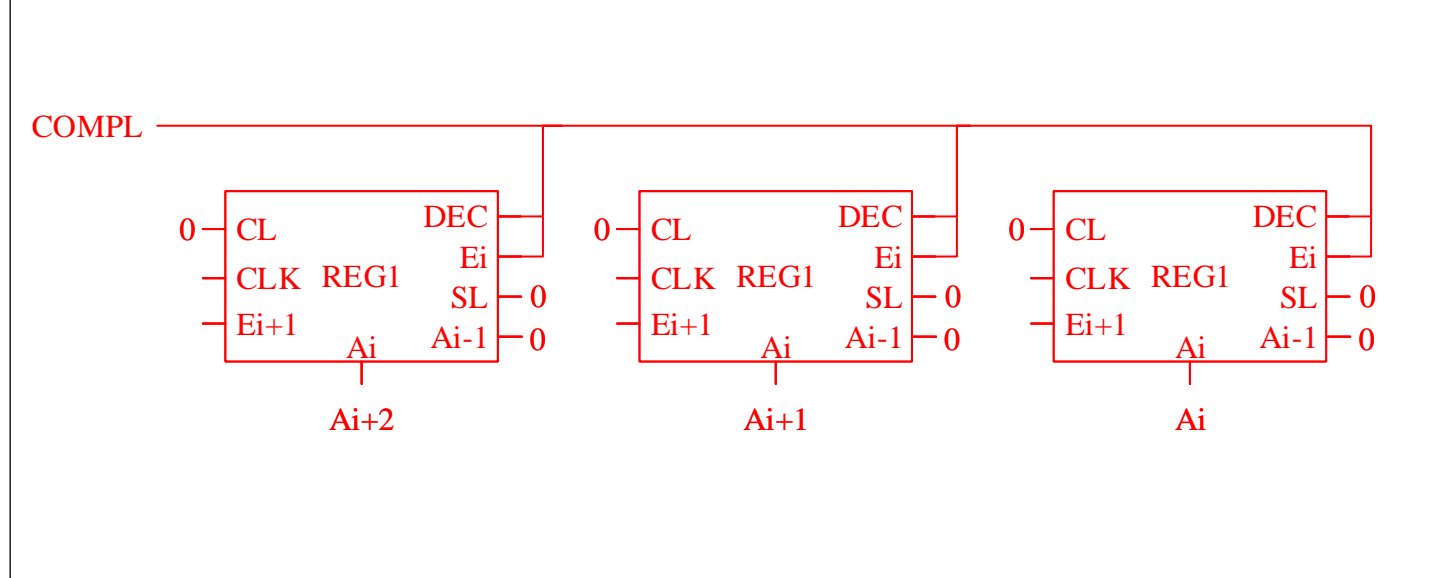 COMPL
0 CL DEC 0 CL DEC 0 CL DEC
Ei Ei Ei
CLK REG1 SL 0 CLK REG1 SL 0 CLK REG1 SL 0
Ei+1 Ai Ai-1 0 Ei+1 Ai Ai-1 0 Ei+1 Ai Ai-1 0
Ai+2 Ai+1 Ai